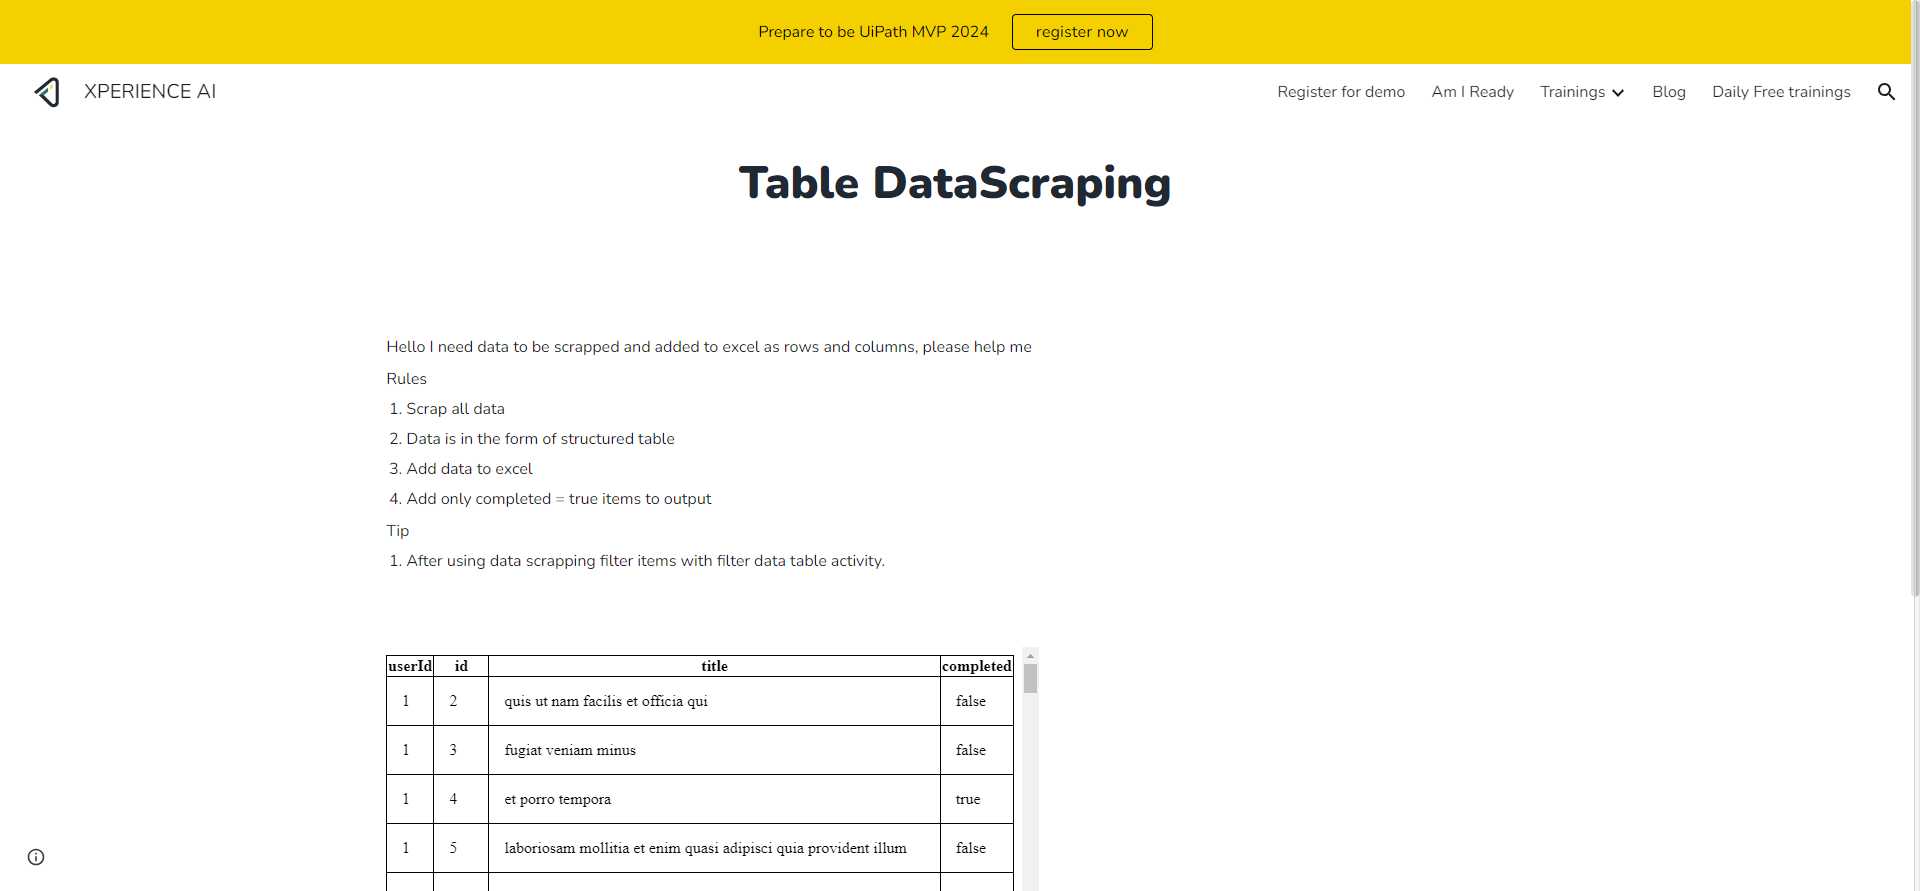 Prepare to be UiPath MVP 2024 register now
XPERIENCE AI Register for demo Am I Ready Trainings Blog Daily Free trainings
Table DataScraping
Hello I need data to be scrapped and added to excel as rows and columns, please help me
Rules
1. Scrap all data
2. Data is in the form of structured table
3. Add data to excel
4. Add only completed = true items to output
Tip
1. After using data scrapping filter items with filter data table activity.
userId id title completed
1 2 quis ut nam facilis et officia qui false
1 3 fugiat veniam minus false
1 4 et porro tempora true
1 5 laboriosam mollitia et enim quasi adipisci quia provident illum false